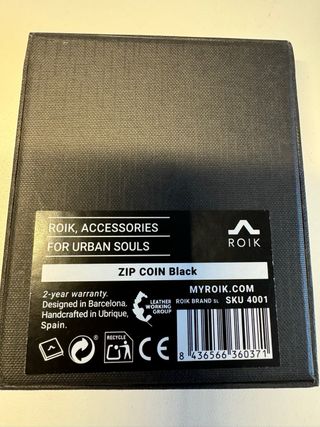 ROIK, ACCESSORIES
FOR URBAN SOULS
ROIK
ZIP COIN Black
2-year warranty.
Designed in Barcelona.
Handcrafted in Ubrique,
Spain.
LEATHER
WORKING
GROUP
MYROIK.COM
ROIK BRAND SL SKU 4001
RECYCLE
CE
8 436566 360371